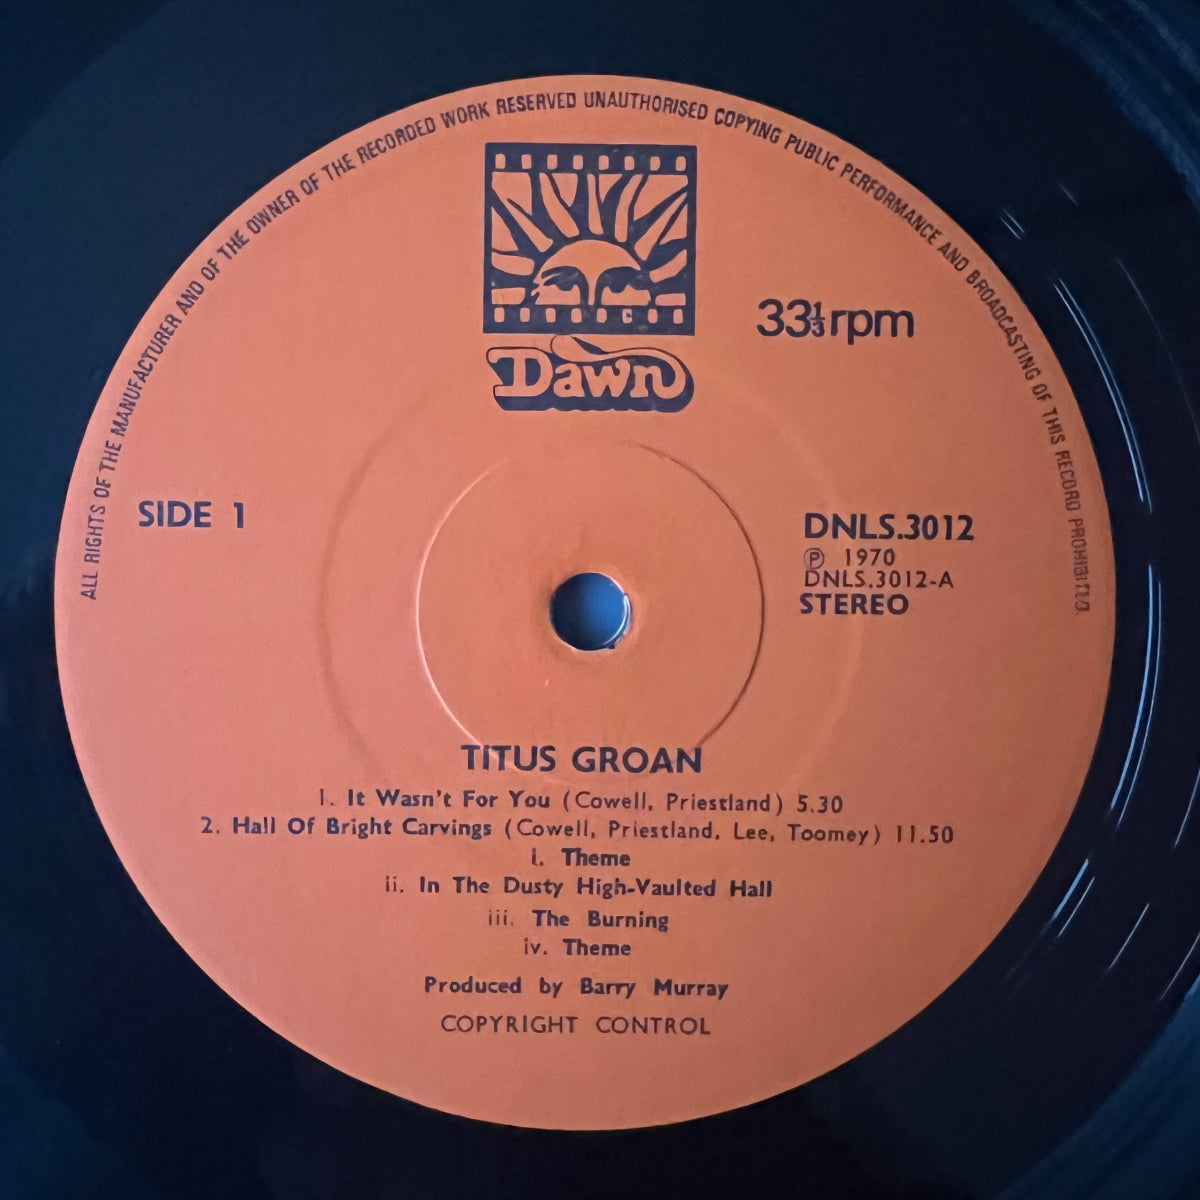 ALL RIGHTS OF THE MANUFACTURER AND OF THE OWNER OF THE RECORDED WORK RESERVED UNAUTHORISED COPYING PUBLIC PERFORMANCE AND BROADCASTING OF THIS RECORD PROHIBITED.
Dawn
33⅓rpm
SIDE 1
DNLS.3012
℗ 1970
DNLS.3012-A
STEREO
TITUS GROAN
1. It Wasn't For You (Cowell, Priestland) 5.30
2. Hall Of Bright Carvings (Cowell, Priestland, Lee, Toomey) 11.50
i. Theme
ii. In The Dusty High-Vaulted Hall
iii. The Burning
iv. Theme
Produced by Barry Murray
COPYRIGHT CONTROL